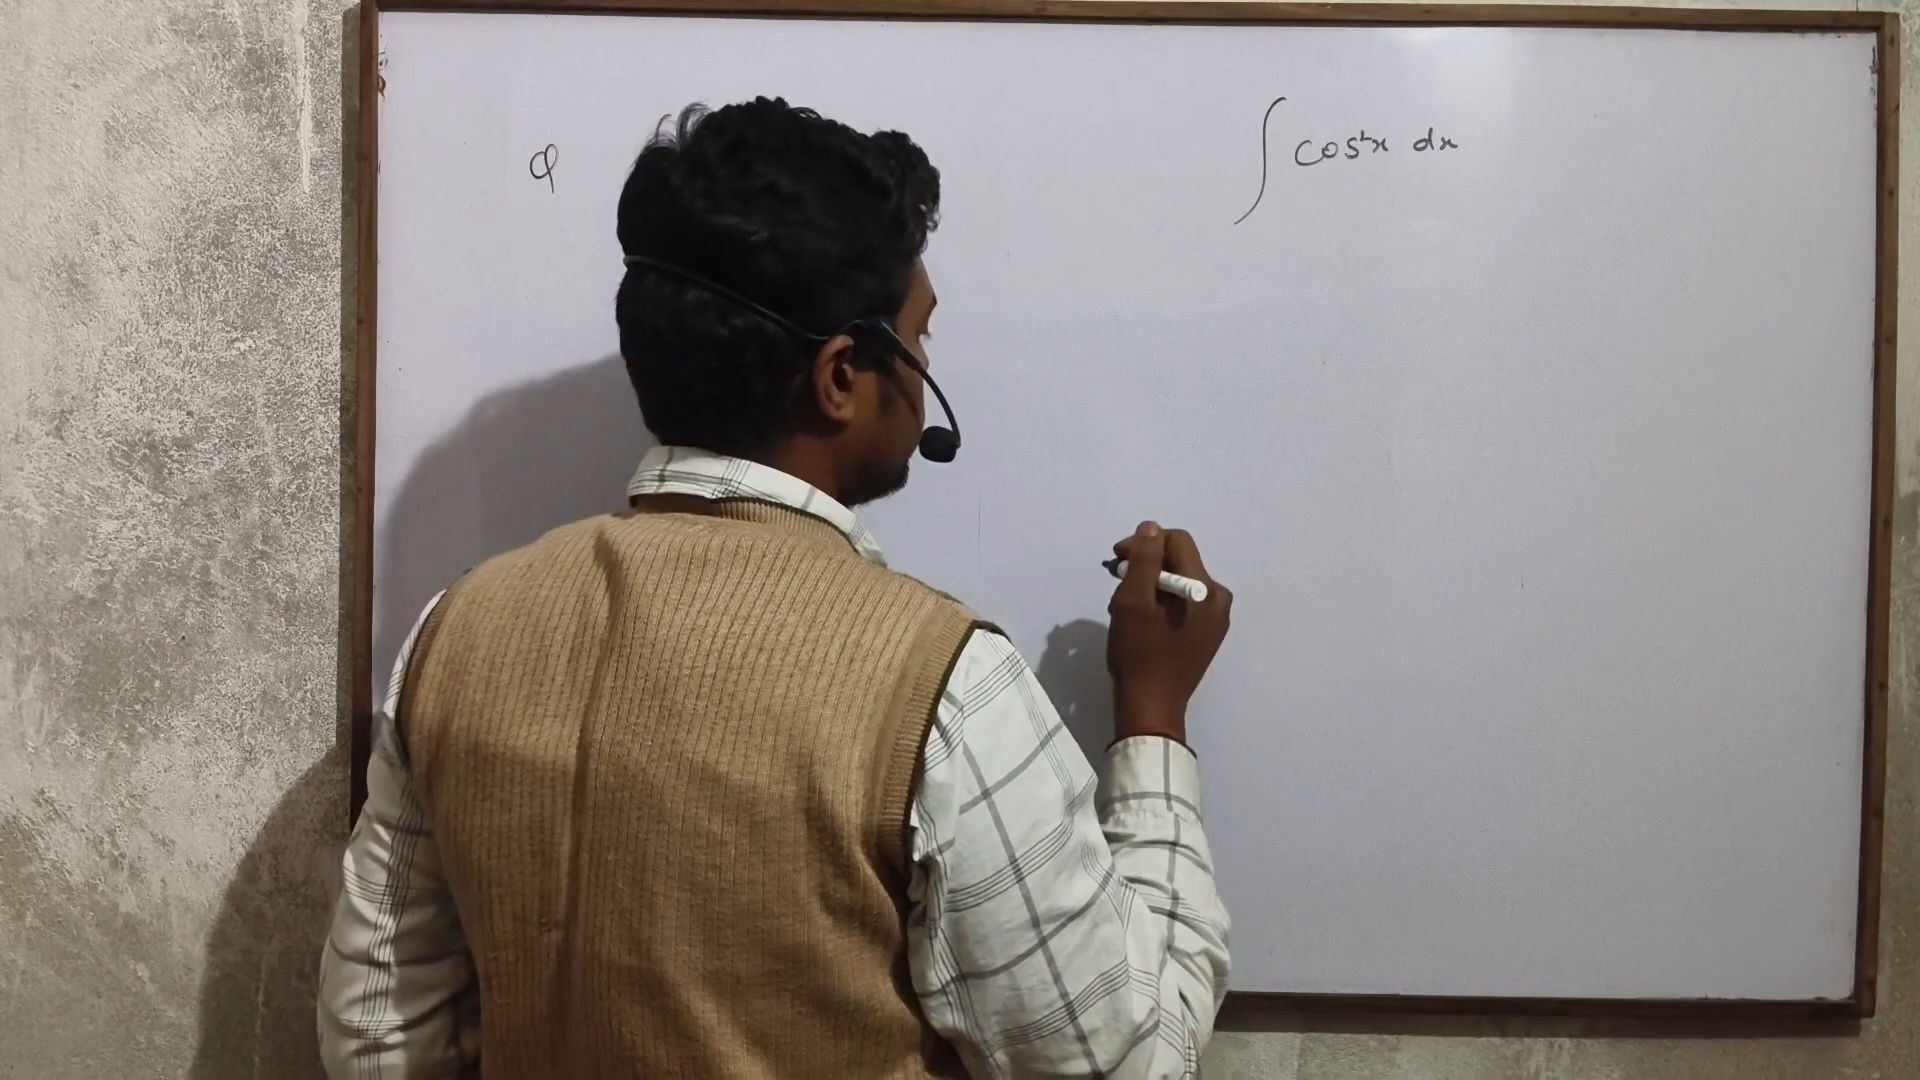 Q ∫ cos²x dx